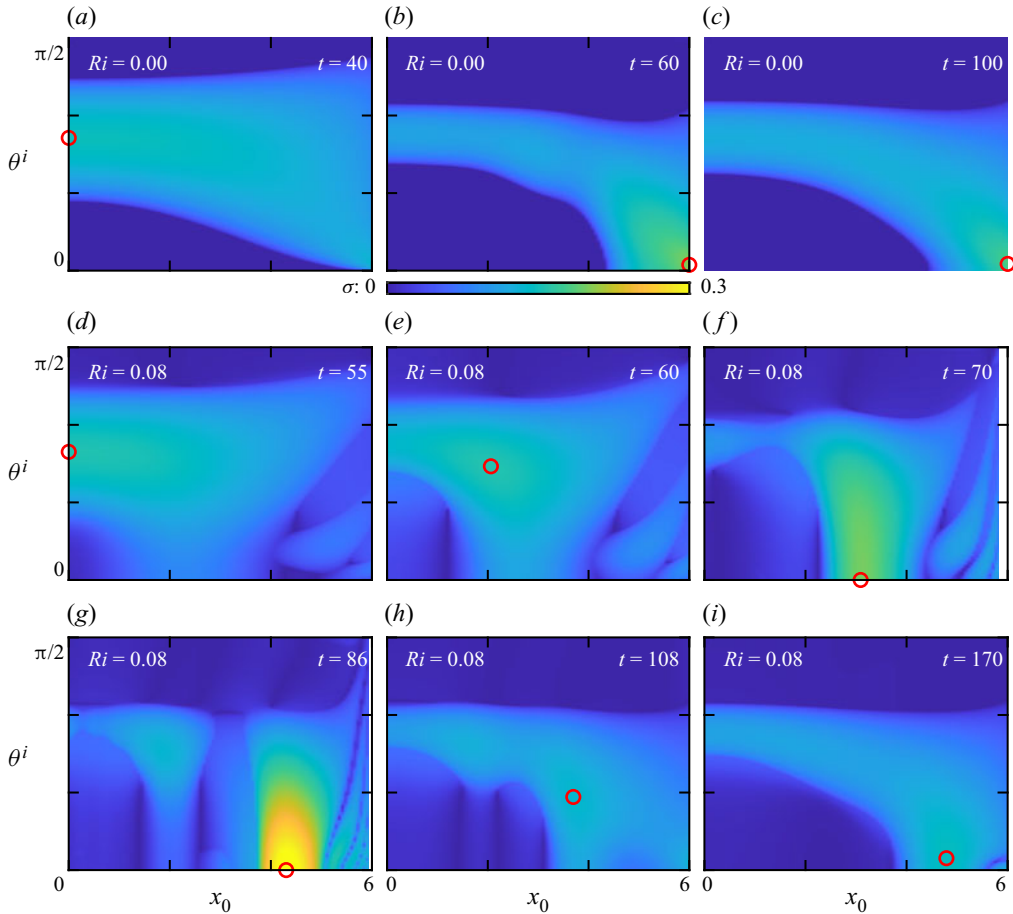 (a) (b) (c)
π/2 Ri = 0.00 t = 40 Ri = 0.00 t = 60 Ri = 0.00 t = 100
θ^i θ^i
0
σ: 0 0.3
(d) (e) (f)
π/2 Ri = 0.08 t = 55 Ri = 0.08 t = 60 Ri = 0.08 t = 70
θ^i θ^i
0
(g) (h) (i)
π/2 Ri = 0.08 t = 86 Ri = 0.08 t = 108 Ri = 0.08 t = 170
θ^i θ^i
0
0 x_0 6 0 x_0 6 0 x_0 6